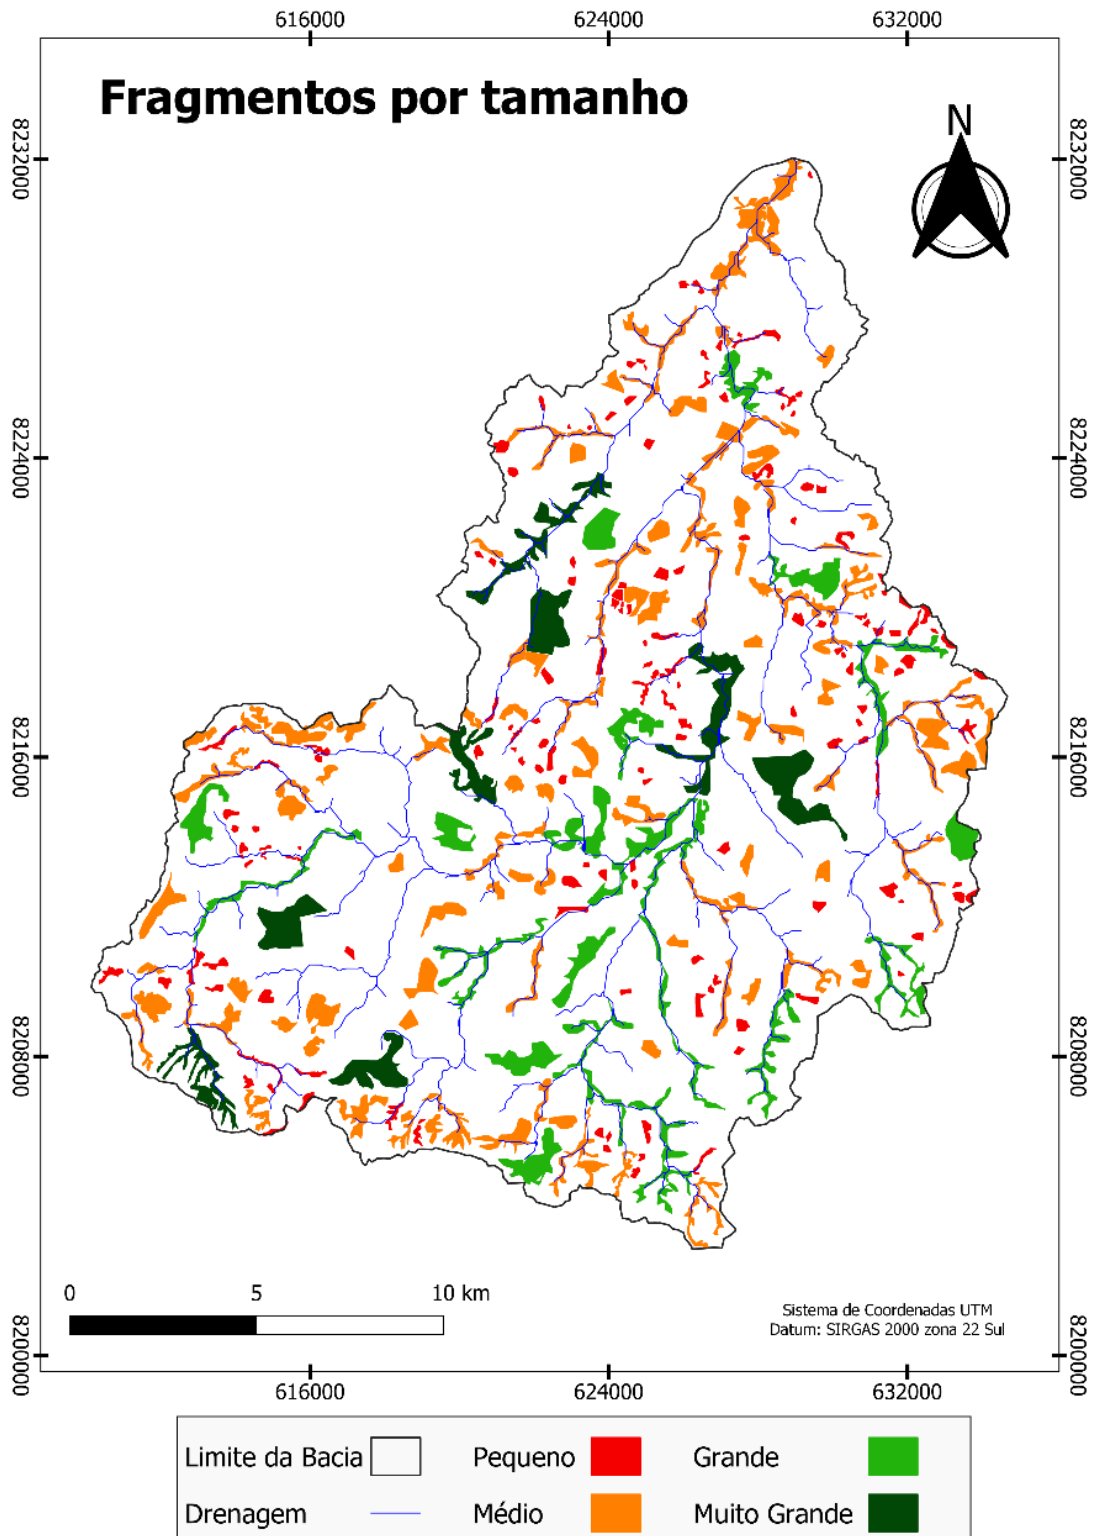 616000 624000 632000
Fragmentos por tamanho
N
8232000 8232000
8224000 8224000
8216000 8216000
8208000 8208000
8200000 8200000
0 5 10 km
Sistema de Coordenadas UTM
Datum: SIRGAS 2000 zona 22 Sul
616000 624000 632000
Limite da Bacia Pequeno Grande
Drenagem Médio Muito Grande